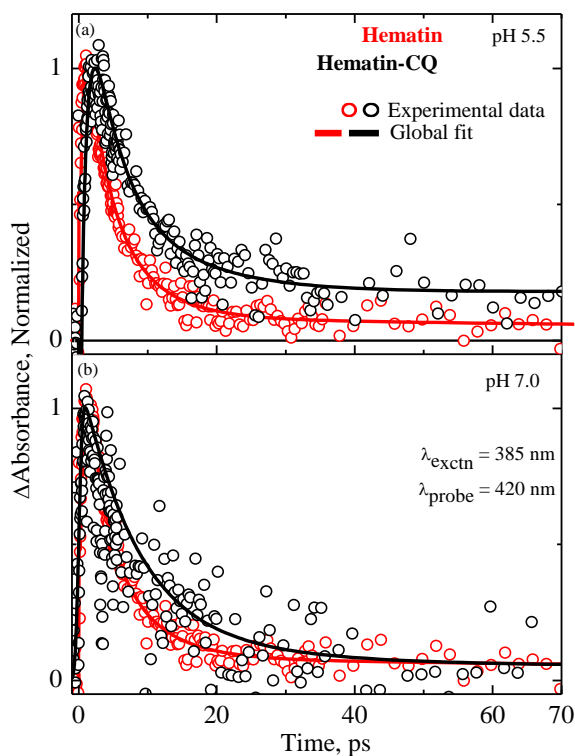 (a)
Hematin
pH 5.5
Hematin-CQ
1
Experimental data
Global fit
0
ΔAbsorbance, Normalized
(b)
pH 7.0
1
λexctn = 385 nm
λprobe = 420 nm
0
0 20 40 60 70
Time, ps